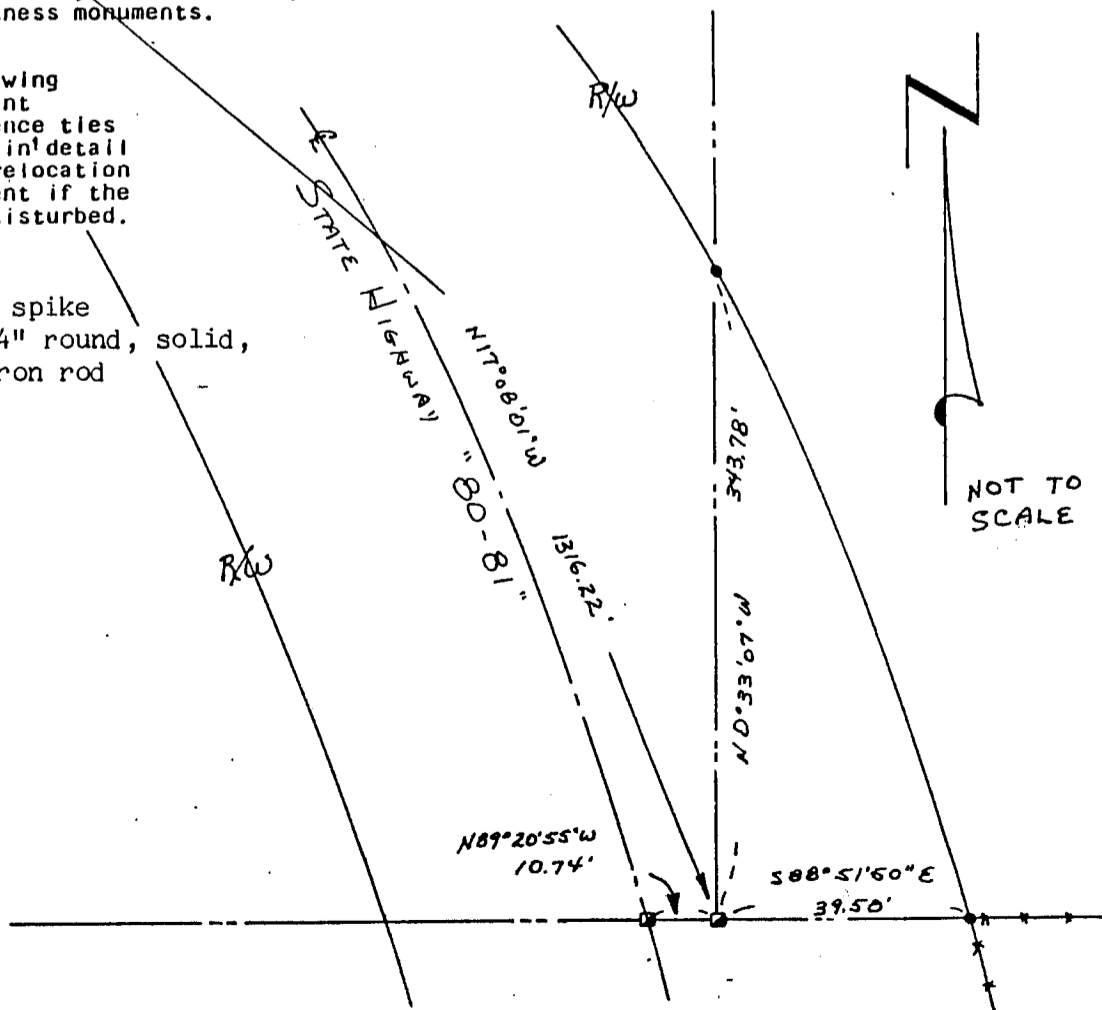 ness monuments.
wing
nt
nce ties
in detail
elocation
ent if the
isturbed.
spike
4" round, solid,
ron rod
R/W
℄ STATE HIGHWAY "80-81"
N17°08'01"W
1316.22'
R/W
343.78'
N0°33'07"W
NOT TO
SCALE
N89°20'55"W
10.74'
S88°51'50"E
39.50'